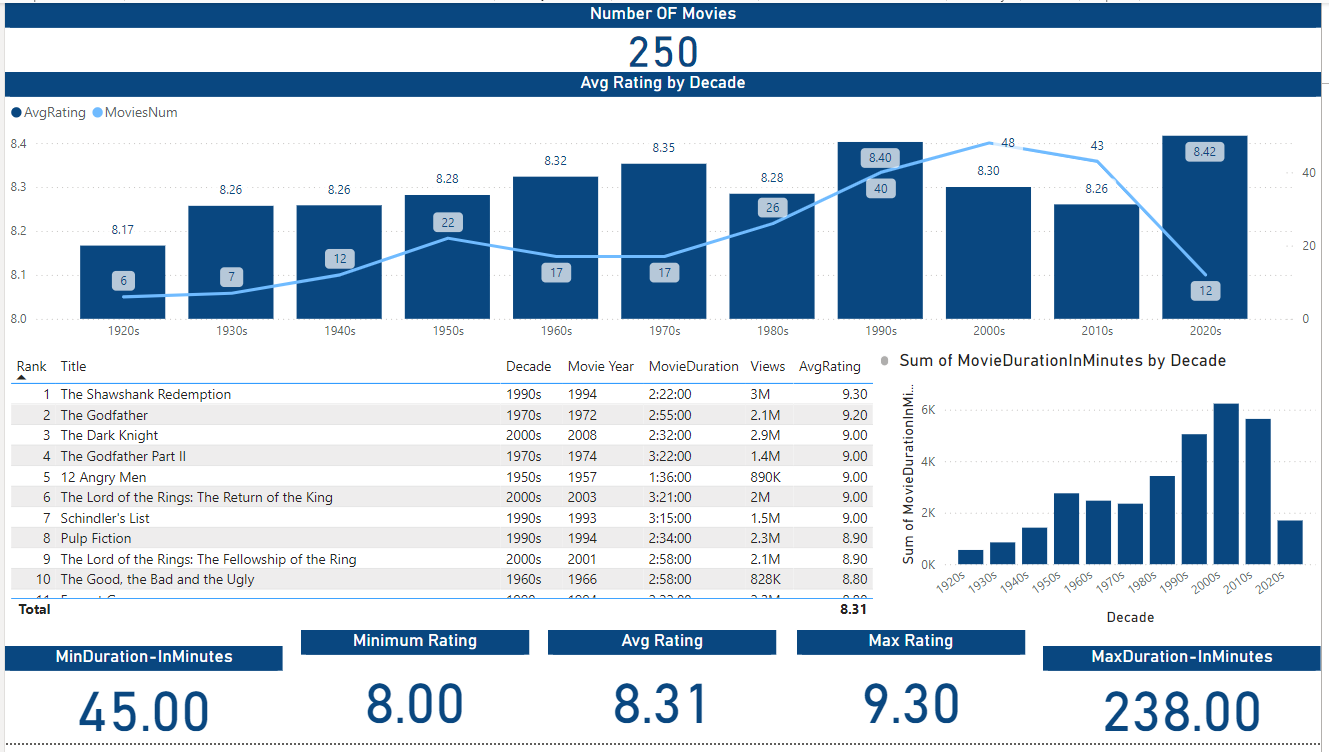 Number OF Movies
250
Avg Rating by Decade
AvgRating MoviesNum
8.4
8.3
8.2
8.1
8.0
8.17 8.26 8.26 8.28 8.32 8.35 8.28 8.40 8.30 8.26 8.42
6 7 12 22 17 17 26 40 48 43 12
40
20
0
1920s 1930s 1940s 1950s 1960s 1970s 1980s 1990s 2000s 2010s 2020s
Rank Title Decade Movie Year MovieDuration Views AvgRating
1 The Shawshank Redemption 1990s 1994 2:22:00 3M 9.30
2 The Godfather 1970s 1972 2:55:00 2.1M 9.20
3 The Dark Knight 2000s 2008 2:32:00 2.9M 9.00
4 The Godfather Part II 1970s 1974 3:22:00 1.4M 9.00
5 12 Angry Men 1950s 1957 1:36:00 890K 9.00
6 The Lord of the Rings: The Return of the King 2000s 2003 3:21:00 2M 9.00
7 Schindler's List 1990s 1993 3:15:00 1.5M 9.00
8 Pulp Fiction 1990s 1994 2:34:00 2.3M 8.90
9 The Lord of the Rings: The Fellowship of the Ring 2000s 2001 2:58:00 2.1M 8.90
10 The Good, the Bad and the Ugly 1960s 1966 2:58:00 828K 8.80
Total 8.31
Sum of MovieDurationInMinutes by Decade
Sum of MovieDurationInMi...
6K
4K
2K
0K
1920s 1930s 1940s 1950s 1960s 1970s 1980s 1990s 2000s 2010s 2020s
Decade
MinDuration-InMinutes
45.00
Minimum Rating
8.00
Avg Rating
8.31
Max Rating
9.30
MaxDuration-InMinutes
238.00